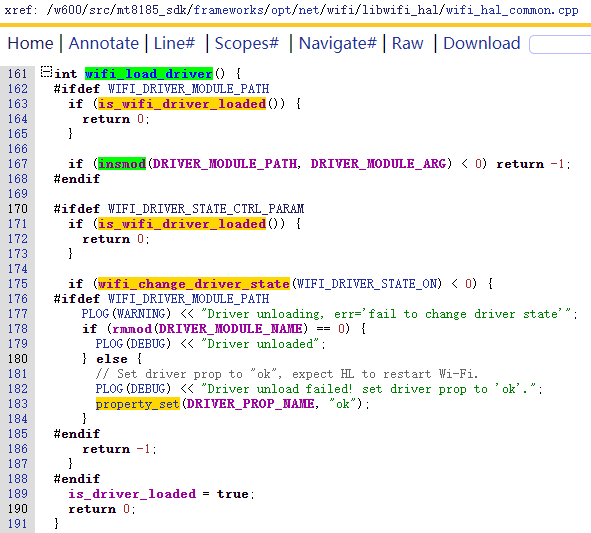 xref: /w600/src/mt8185_sdk/frameworks/opt/net/wifi/libwifi_hal/wifi_hal_common.cpp
Home | Annotate | Line# | Scopes# | Navigate# | Raw | Download
161 int wifi_load_driver() {
162 #ifdef WIFI_DRIVER_MODULE_PATH
163   if (is_wifi_driver_loaded()) {
164     return 0;
165   }
166
167   if (insmod(DRIVER_MODULE_PATH, DRIVER_MODULE_ARG) < 0) return -1;
168 #endif
169
170 #ifdef WIFI_DRIVER_STATE_CTRL_PARAM
171   if (is_wifi_driver_loaded()) {
172     return 0;
173   }
174
175   if (wifi_change_driver_state(WIFI_DRIVER_STATE_ON) < 0) {
176 #ifdef WIFI_DRIVER_MODULE_PATH
177     PLOG(WARNING) << "Driver unloading, err='fail to change driver state'";
178     if (rmmod(DRIVER_MODULE_NAME) == 0) {
179       PLOG(DEBUG) << "Driver unloaded";
180     } else {
181       // Set driver prop to "ok", expect HL to restart Wi-Fi.
182       PLOG(DEBUG) << "Driver unload failed! set driver prop to 'ok'.";
183       property_set(DRIVER_PROP_NAME, "ok");
184     }
185 #endif
186     return -1;
187   }
188 #endif
189   is_driver_loaded = true;
190   return 0;
191 }